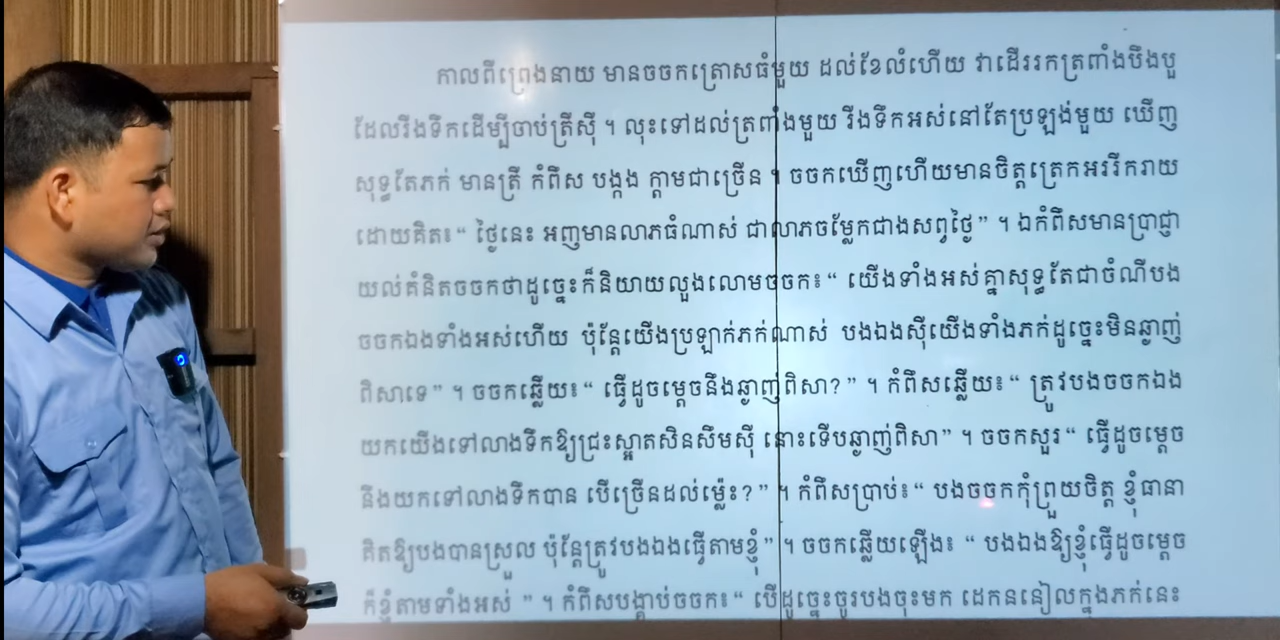 កាលពីព្រេងនាយ មានចចកត្រោសធំមួយ ដល់ខែលំហើយ វាដើររកត្រពាំងបឹងបួ
ដែលរីងទឹកដើម្បីចាប់ត្រីស៊ី ។ លុះទៅដល់ត្រពាំងមួយ រីងទឹកអស់នៅតែប្រឡង់មួយ ឃើញ
សុទ្ធតែភក់ មានត្រី កំពឹស បង្កង ក្តាមជាច្រើន ។ ចចកឃើញហើយមានចិត្តត្រេកអររីករាយ
ដោយគិត៖“ ថ្ងៃនេះ អញមានលាភធំណាស់ ជាលាភចម្លែកជាងសព្វថ្ងៃ” ។ ឯកំពឹសមានប្រាជ្ញា
យល់គំនិតចចកថាដូច្នេះក៏និយាយលួងលោមចចក៖“ យើងទាំងអស់គ្នាសុទ្ធតែជាចំណីបង
ចចកឯងទាំងអស់ហើយ ប៉ុន្តែយើងប្រឡាក់ភក់ណាស់ បងឯងស៊ីយើងទាំងភក់ដូច្នេះមិនឆ្ងាញ់
ពិសាទេ” ។ ចចកឆ្លើយ៖“ ធ្វើដូចម្តេចនឹងឆ្ងាញ់ពិសា?” ។ កំពឹសឆ្លើយ៖“ ត្រូវបងចចកឯង
យកយើងទៅលាងទឹកឱ្យជ្រះស្អាតសិនសឹមស៊ី នោះទើបឆ្ងាញ់ពិសា” ។ ចចកសួរ“ ធ្វើដូចម្តេច
នឹងយកទៅលាងទឹកបាន បើច្រើនដល់ម្ល៉េះ?” ។ កំពឹសប្រាប់៖“ បងចចកកុំព្រួយចិត្ត ខ្ញុំធានា
គិតឱ្យបងបានស្រួល ប៉ុន្តែត្រូវបងឯងធ្វើតាមខ្ញុំ” ។ ចចកឆ្លើយឡើង៖ “ បងឯងឱ្យខ្ញុំធ្វើដូចម្តេច
ក៏ខ្ញុំតាមទាំងអស់ ” ។ កំពឹសបង្គាប់ចចក៖“ បើដូច្នេះចូរបងចុះមក ដេកននៀលក្នុងភក់នេះ